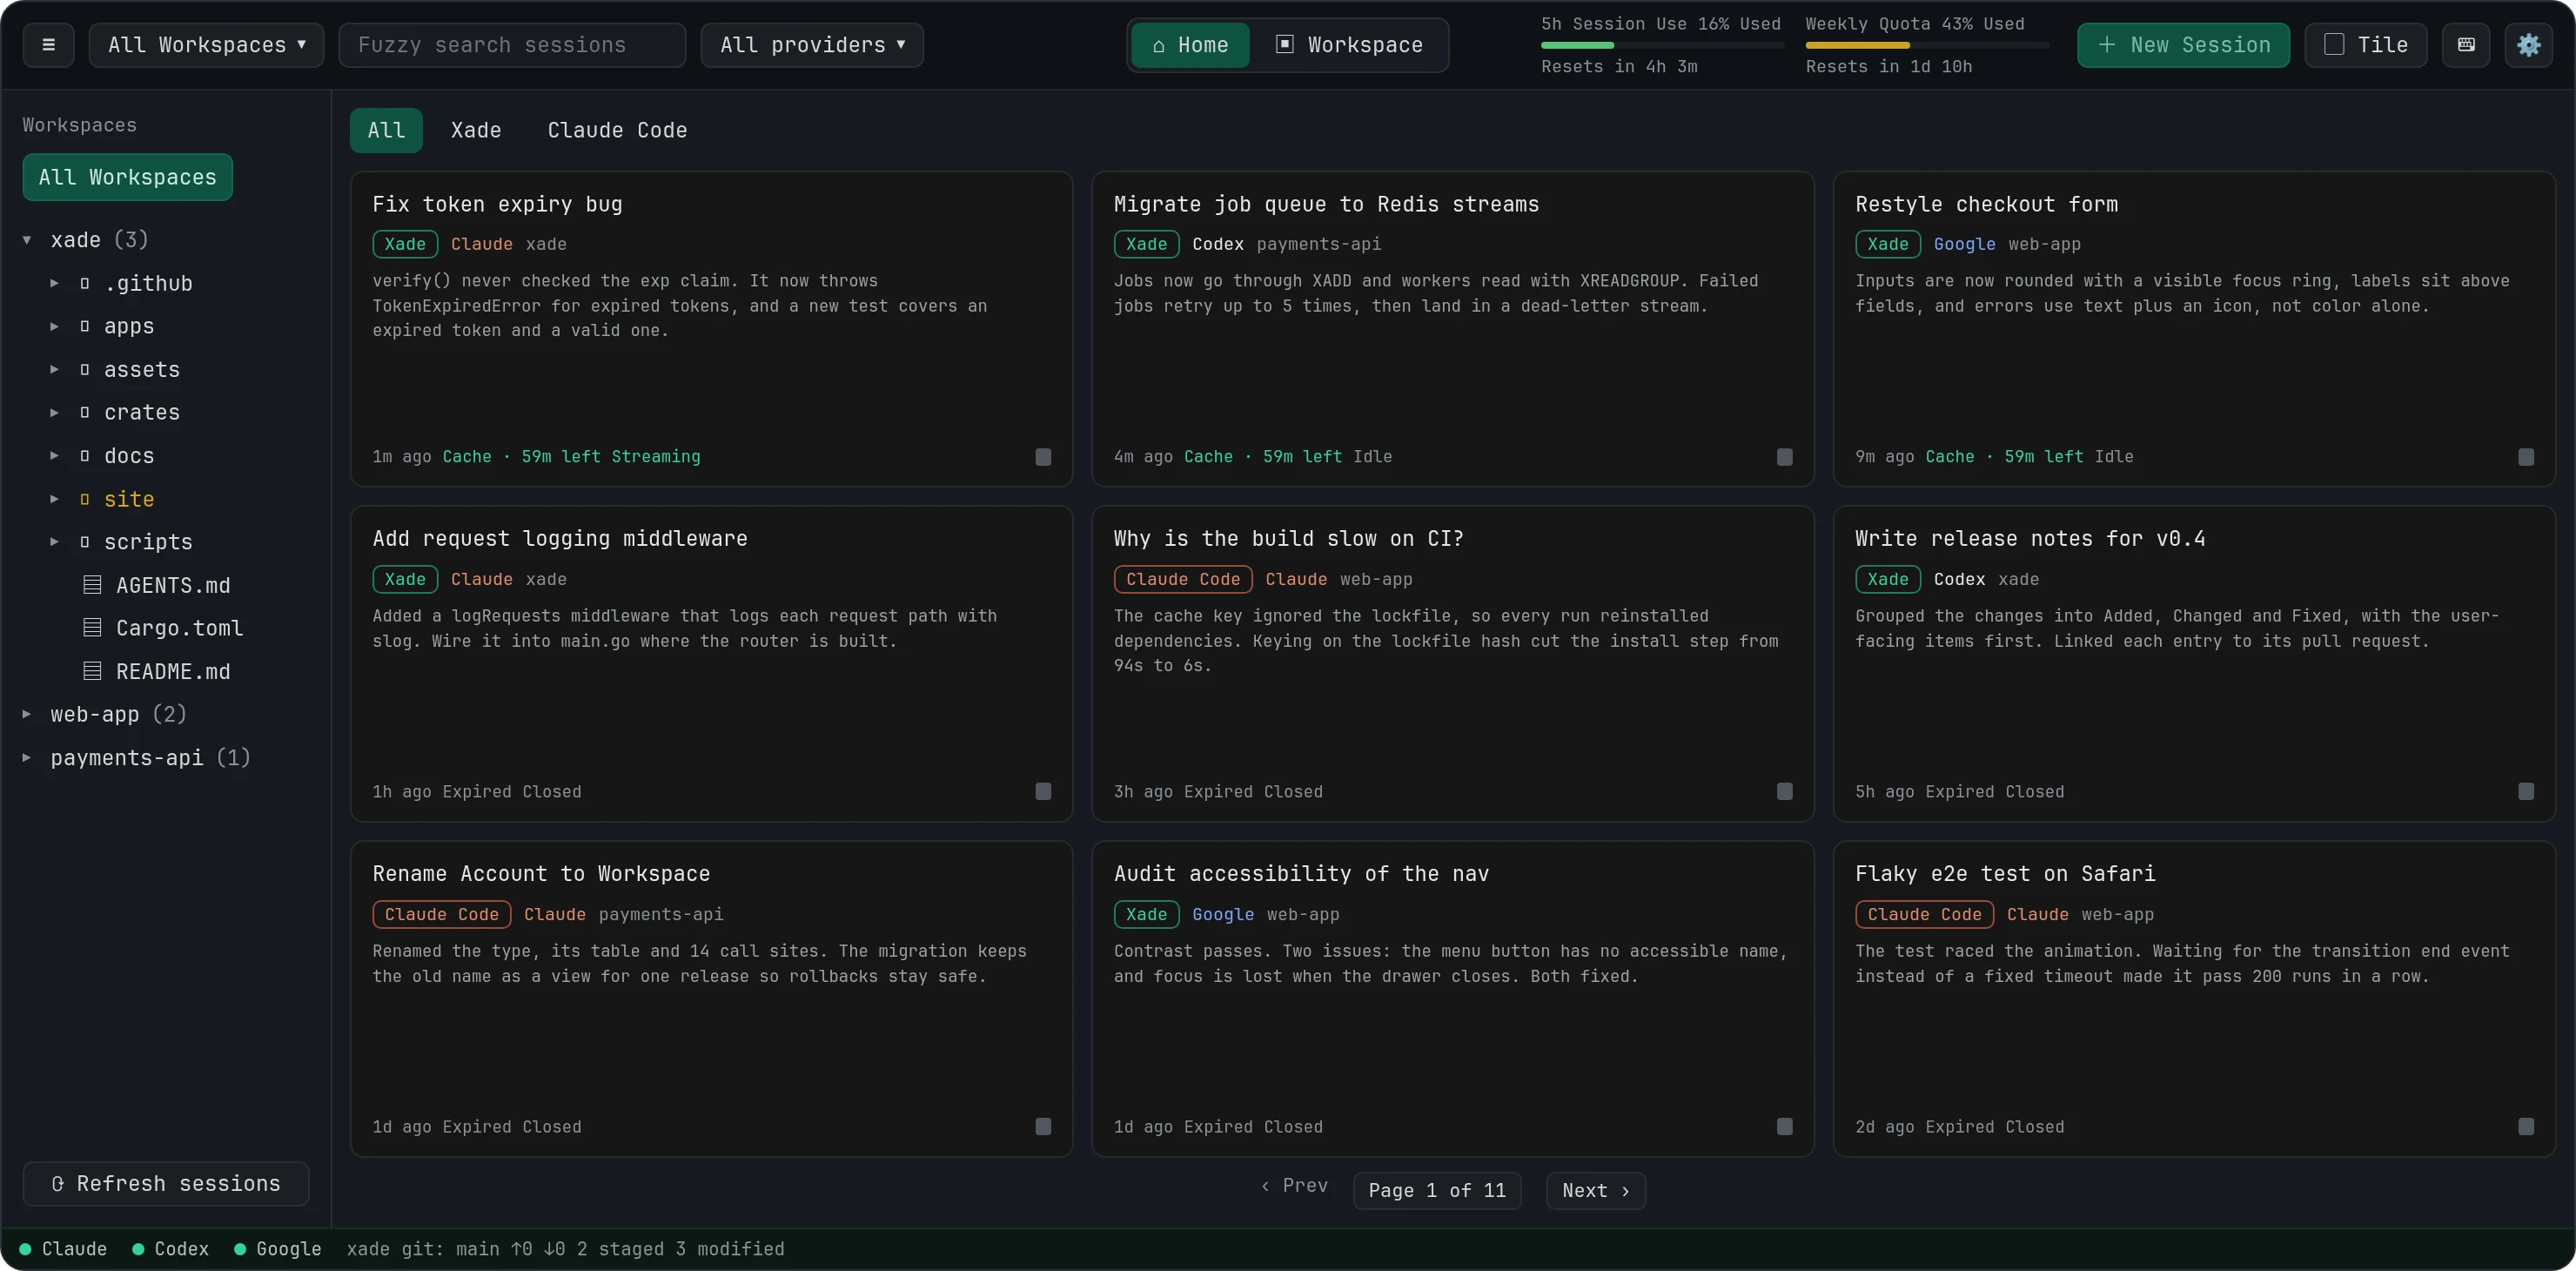 All Workspaces ▼
Fuzzy search sessions
All providers ▼
Home
Workspace
5h Session Use 16% Used
Resets in 4h 3m
Weekly Quota 43% Used
Resets in 1d 10h
+ New Session
Tile
Workspaces
All Workspaces
xade (3)
.github
apps
assets
crates
docs
site
scripts
AGENTS.md
Cargo.toml
README.md
web-app (2)
payments-api (1)
Refresh sessions
All Xade Claude Code
Fix token expiry bug
Xade Claude xade
verify() never checked the exp claim. It now throws
TokenExpiredError for expired tokens, and a new test covers an
expired token and a valid one.
1m ago Cache · 59m left Streaming
Migrate job queue to Redis streams
Xade Codex payments-api
Jobs now go through XADD and workers read with XREADGROUP. Failed
jobs retry up to 5 times, then land in a dead-letter stream.
4m ago Cache · 59m left Idle
Restyle checkout form
Xade Google web-app
Inputs are now rounded with a visible focus ring, labels sit above
fields, and errors use text plus an icon, not color alone.
9m ago Cache · 59m left Idle
Add request logging middleware
Xade Claude xade
Added a logRequests middleware that logs each request path with
slog. Wire it into main.go where the router is built.
1h ago Expired Closed
Why is the build slow on CI?
Claude Code Claude web-app
The cache key ignored the lockfile, so every run reinstalled
dependencies. Keying on the lockfile hash cut the install step from
94s to 6s.
3h ago Expired Closed
Write release notes for v0.4
Xade Codex xade
Grouped the changes into Added, Changed and Fixed, with the user-
facing items first. Linked each entry to its pull request.
5h ago Expired Closed
Rename Account to Workspace
Claude Code Claude payments-api
Renamed the type, its table and 14 call sites. The migration keeps
the old name as a view for one release so rollbacks stay safe.
1d ago Expired Closed
Audit accessibility of the nav
Xade Google web-app
Contrast passes. Two issues: the menu button has no accessible name,
and focus is lost when the drawer closes. Both fixed.
1d ago Expired Closed
Flaky e2e test on Safari
Claude Code Claude web-app
The test raced the animation. Waiting for the transition end event
instead of a fixed timeout made it pass 200 runs in a row.
2d ago Expired Closed
‹ Prev Page 1 of 11 Next ›
Claude Codex Google xade git: main ↑0 ↓0 2 staged 3 modified